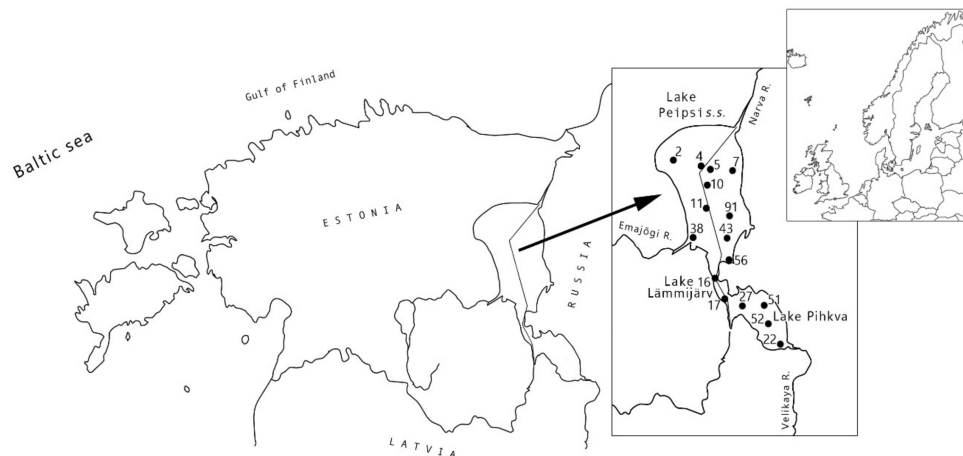 Gulf of Finland
Baltic sea
ESTONIA
RUSSIA
LATVIA
Lake
Peipsi s.s.
Narva R.
2
4
5
7
10
11
91
Emajõgi R.
38
43
56
Lake 16
Lämmijärv
17
27
51
52
Lake Pihkva
22
Velikaya R.